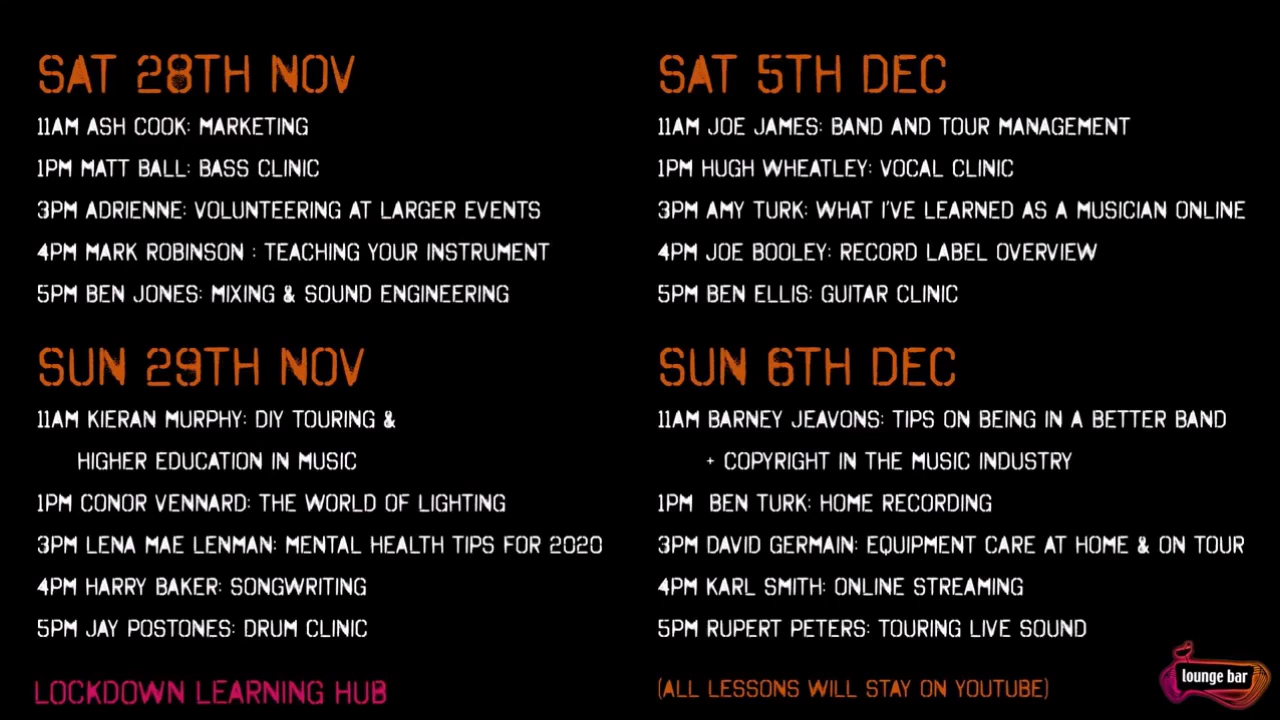 SAT 28TH NOV
11AM ASH COOK: MARKETING
1PM MATT BALL: BASS CLINIC
3PM ADRIENNE: VOLUNTEERING AT LARGER EVENTS
4PM MARK ROBINSON : TEACHING YOUR INSTRUMENT
5PM BEN JONES: MIXING & SOUND ENGINEERING
SUN 29TH NOV
11AM KIERAN MURPHY: DIY TOURING &
HIGHER EDUCATION IN MUSIC
1PM CONOR VENNARD: THE WORLD OF LIGHTING
3PM LENA MAE LENMAN: MENTAL HEALTH TIPS FOR 2020
4PM HARRY BAKER: SONGWRITING
5PM JAY POSTONES: DRUM CLINIC
LOCKDOWN LEARNING HUB
SAT 5TH DEC
11AM JOE JAMES: BAND AND TOUR MANAGEMENT
1PM HUGH WHEATLEY: VOCAL CLINIC
3PM AMY TURK: WHAT I'VE LEARNED AS A MUSICIAN ONLINE
4PM JOE BOOLEY: RECORD LABEL OVERVIEW
5PM BEN ELLIS: GUITAR CLINIC
SUN 6TH DEC
11AM BARNEY JEAVONS: TIPS ON BEING IN A BETTER BAND
+ COPYRIGHT IN THE MUSIC INDUSTRY
1PM BEN TURK: HOME RECORDING
3PM DAVID GERMAIN: EQUIPMENT CARE AT HOME & ON TOUR
4PM KARL SMITH: ONLINE STREAMING
5PM RUPERT PETERS: TOURING LIVE SOUND
(ALL LESSONS WILL STAY ON YOUTUBE)
lounge bar